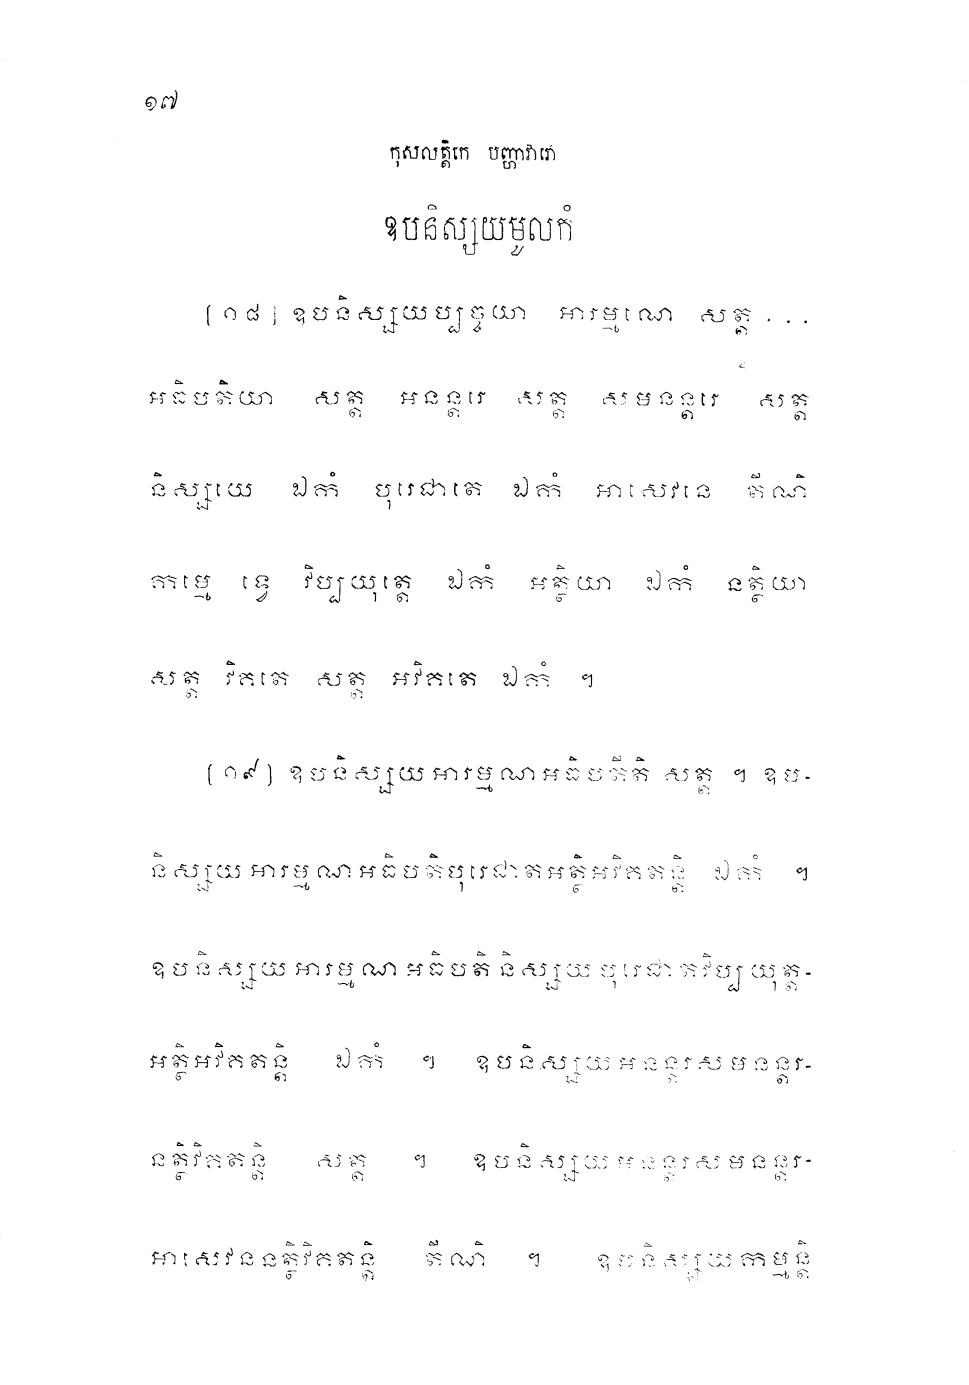 ១៧
កុសលត្តិកេ បញ្ហាវារោ
ឧបនិស្សយមូលកំ
[១៨] ឧបនិស្សយប្បច្ចយា អារម្មណេ សត្ត ...
អធិបតិយា សត្ត អនន្តរេ សត្ត សមនន្តរេ សត្ត
និស្សយេ ឯកំ បុរេជាតេ ឯកំ អាសេវនេ តីណិ
កម្មេ ទ្វេ វិប្បយុត្តេ ឯកំ អត្ថិយា ឯកំ នត្ថិយា
សត្ត វិគតេ សត្ត អវិគតេ ឯកំ ។
[១៩] ឧបនិស្សយអារម្មណាអធិបតីតិ សត្ត ។ ឧប-
និស្សយអារម្មណាអធិបតិបុរេជាតអត្ថិអវិគតន្តិ ឯកំ ។
ឧបនិស្សយអារម្មណាអធិបតិនិស្សយបុរេជាតវិប្បយុត្ត-
អត្ថិអវិគតន្តិ ឯកំ ។ ឧបនិស្សយអនន្តរសមនន្តរ-
នត្ថិវិគតន្តិ សត្ត ។ ឧបនិស្សយអនន្តរសមនន្តរ-
អាសេវននត្ថិវិគតន្តិ តីណិ ។ ឧបនិស្សយកម្មន្តិ